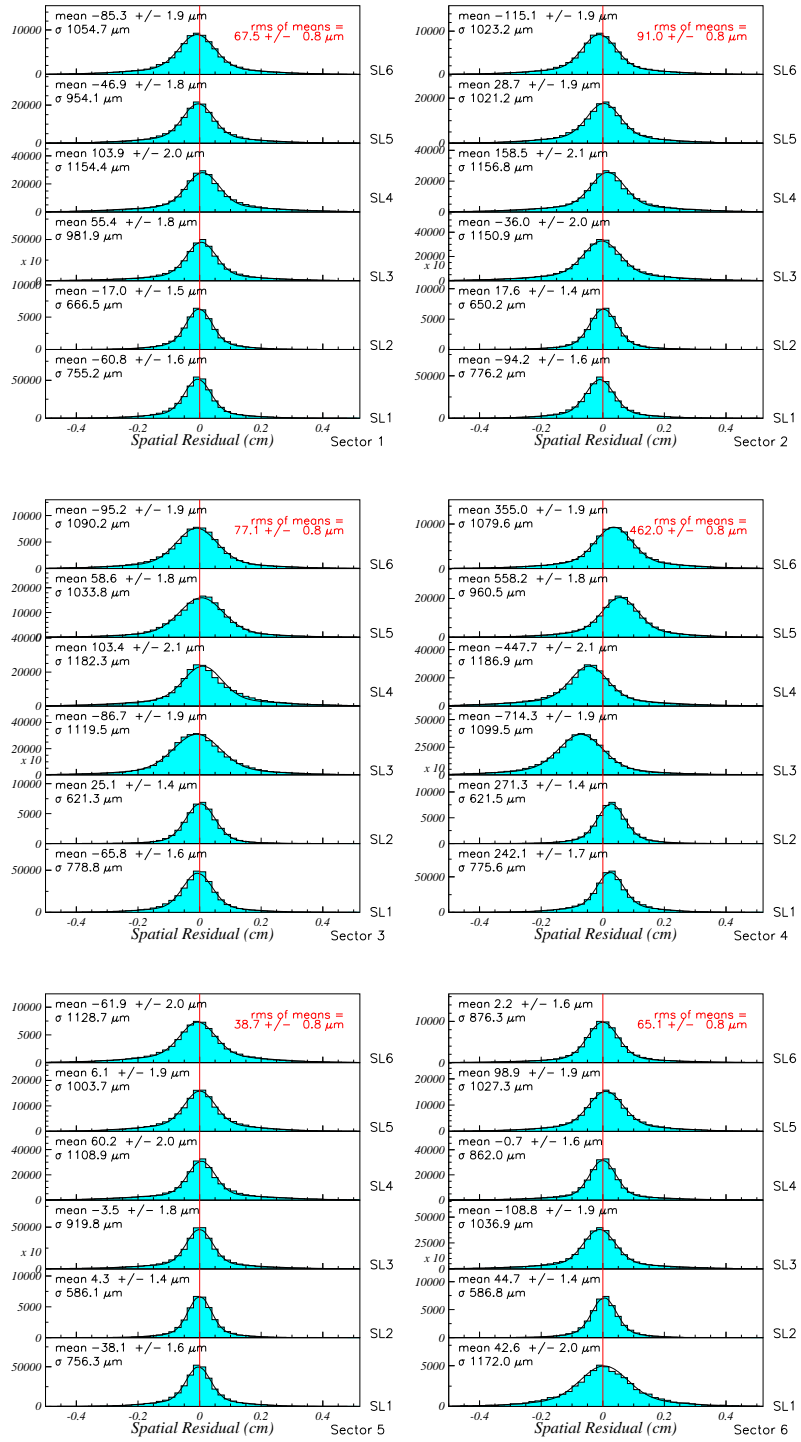 mean −85.3 +/− 1.9 μm
σ 1054.7 μm
rms of means =
67.5 +/− 0.8 μm
10000
0
SL6
mean −46.9 +/− 1.8 μm
σ 954.1 μm
20000
0
SL5
mean 103.9 +/− 2.0 μm
σ 1154.4 μm
40000
20000
0
SL4
mean 55.4 +/− 1.8 μm
σ 981.9 μm
50000
x 10
0
SL3
mean −17.0 +/− 1.5 μm
σ 666.5 μm
10000
5000
0
SL2
mean −60.8 +/− 1.6 μm
σ 755.2 μm
50000
0
SL1
-0.4 -0.2 0 0.2 0.4
Spatial Residual (cm)
Sector 1
mean −115.1 +/− 1.9 μm
σ 1023.2 μm
rms of means =
91.0 +/− 0.8 μm
10000
0
SL6
mean 28.7 +/− 1.9 μm
σ 1021.2 μm
20000
0
SL5
mean 158.5 +/− 2.1 μm
σ 1156.8 μm
40000
20000
0
SL4
mean −36.0 +/− 2.0 μm
σ 1150.9 μm
40000
20000
x 10
0
SL3
mean 17.6 +/− 1.4 μm
σ 650.2 μm
10000
5000
0
SL2
mean −94.2 +/− 1.6 μm
σ 776.2 μm
50000
0
SL1
-0.4 -0.2 0 0.2 0.4
Spatial Residual (cm)
Sector 2
mean −95.2 +/− 1.9 μm
σ 1090.2 μm
rms of means =
77.1 +/− 0.8 μm
10000
5000
0
SL6
mean 58.6 +/− 1.8 μm
σ 1033.8 μm
20000
10000
0
SL5
mean 103.4 +/− 2.1 μm
σ 1182.3 μm
40000
20000
0
SL4
mean −86.7 +/− 1.9 μm
σ 1119.5 μm
40000
20000
x 10
0
SL3
mean 25.1 +/− 1.4 μm
σ 621.3 μm
10000
5000
0
SL2
mean −65.8 +/− 1.6 μm
σ 778.8 μm
50000
0
SL1
-0.4 -0.2 0 0.2 0.4
Spatial Residual (cm)
Sector 3
mean 355.0 +/− 1.9 μm
σ 1079.6 μm
rms of means =
462.0 +/− 0.8 μm
10000
0
SL6
mean 558.2 +/− 1.8 μm
σ 960.5 μm
20000
0
SL5
mean −447.7 +/− 2.1 μm
σ 1186.9 μm
40000
20000
0
SL4
mean −714.3 +/− 1.9 μm
σ 1099.5 μm
50000
25000
x 10
0
SL3
mean 271.3 +/− 1.4 μm
σ 621.5 μm
10000
5000
0
SL2
mean 242.1 +/− 1.7 μm
σ 775.6 μm
50000
0
SL1
-0.4 -0.2 0 0.2 0.4
Spatial Residual (cm)
Sector 4
mean −61.9 +/− 2.0 μm
σ 1128.7 μm
rms of means =
38.7 +/− 0.8 μm
10000
5000
0
SL6
mean 6.1 +/− 1.9 μm
σ 1003.7 μm
20000
10000
0
SL5
mean 60.2 +/− 2.0 μm
σ 1108.9 μm
40000
20000
0
SL4
mean −3.5 +/− 1.8 μm
σ 919.8 μm
50000
x 10
0
SL3
mean 4.3 +/− 1.4 μm
σ 586.1 μm
10000
5000
0
SL2
mean −38.1 +/− 1.6 μm
σ 756.3 μm
50000
0
SL1
-0.4 -0.2 0 0.2 0.4
Spatial Residual (cm)
Sector 5
mean 2.2 +/− 1.6 μm
σ 876.3 μm
rms of means =
65.1 +/− 0.8 μm
10000
0
SL6
mean 98.9 +/− 1.9 μm
σ 1027.3 μm
20000
10000
0
SL5
mean −0.7 +/− 1.6 μm
σ 862.0 μm
40000
20000
0
SL4
mean −108.8 +/− 1.9 μm
σ 1036.9 μm
50000
25000
x 10
0
SL3
mean 44.7 +/− 1.4 μm
σ 586.8 μm
10000
5000
0
SL2
mean 42.6 +/− 2.0 μm
σ 1172.0 μm
5000
0
SL1
-0.4 -0.2 0 0.2 0.4
Spatial Residual (cm)
Sector 6